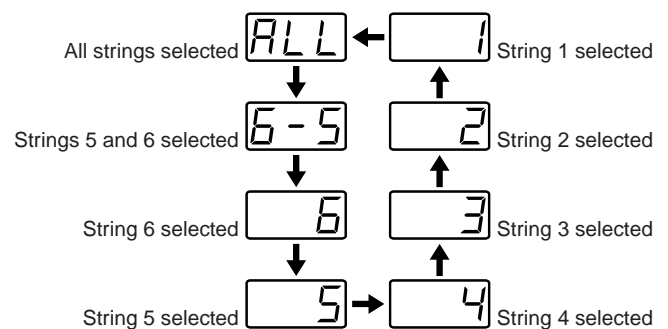 All strings selected ALL 1 String 1 selected
Strings 5 and 6 selected 6-5 2 String 2 selected
String 6 selected 6 3 String 3 selected
String 5 selected 5 4 String 4 selected